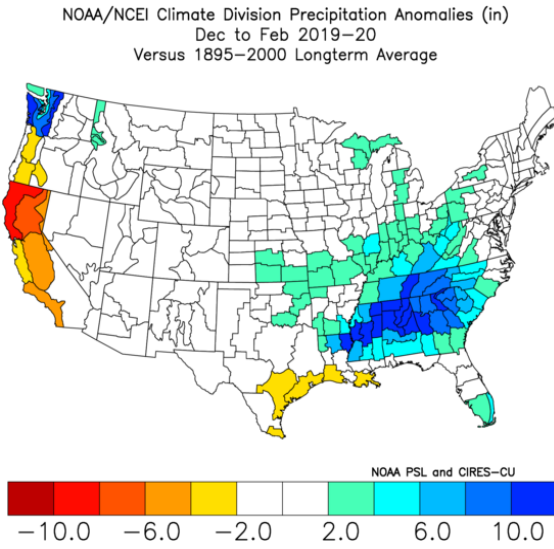 NOAA/NCEI Climate Division Precipitation Anomalies (in)
Dec to Feb 2019-20
Versus 1895-2000 Longterm Average
NOAA PSL and CIRES-CU
-10.0 -6.0 -2.0 2.0 6.0 10.0